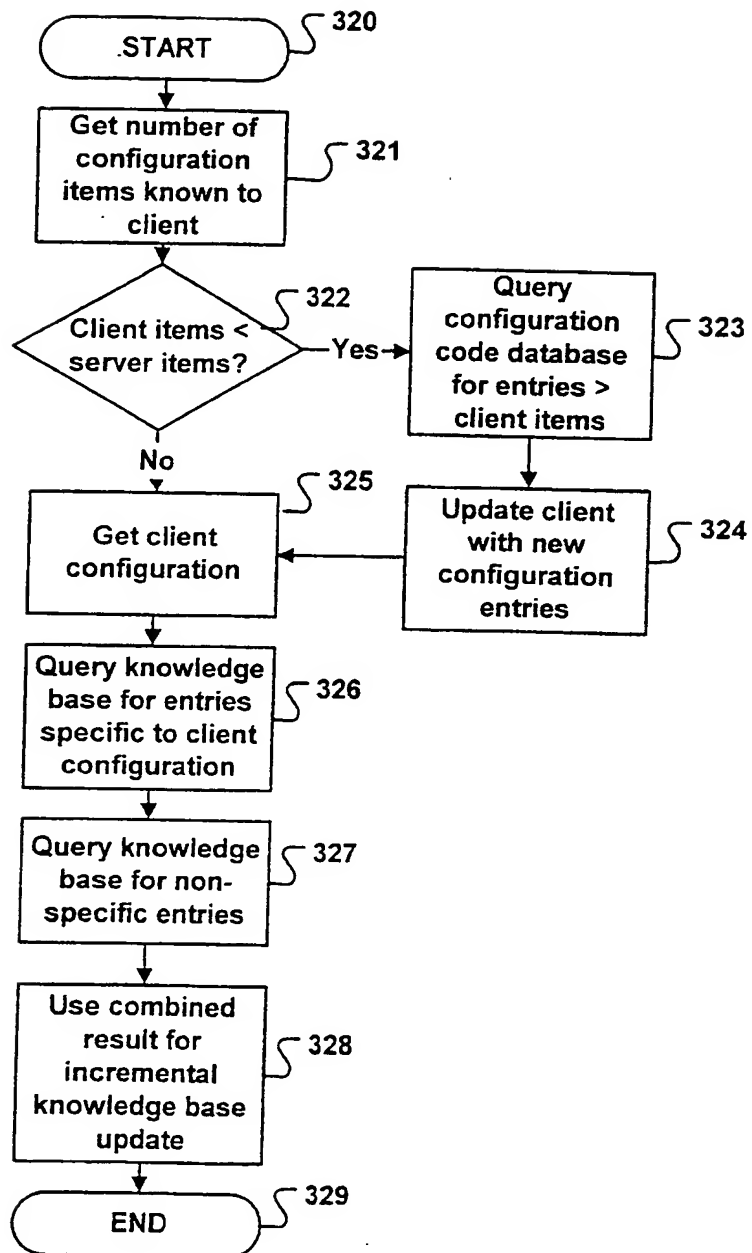 .START
320
Get number of
configuration
items known to
client
321
Client items <
server items?
322
Yes
Query
configuration
code database
for entries >
client items
323
No
Update client
with new
configuration
entries
324
Get client
configuration
325
Query knowledge
base for entries
specific to client
configuration
326
Query knowledge
base for non-
specific entries
327
Use combined
result for
incremental
knowledge base
update
328
END
329